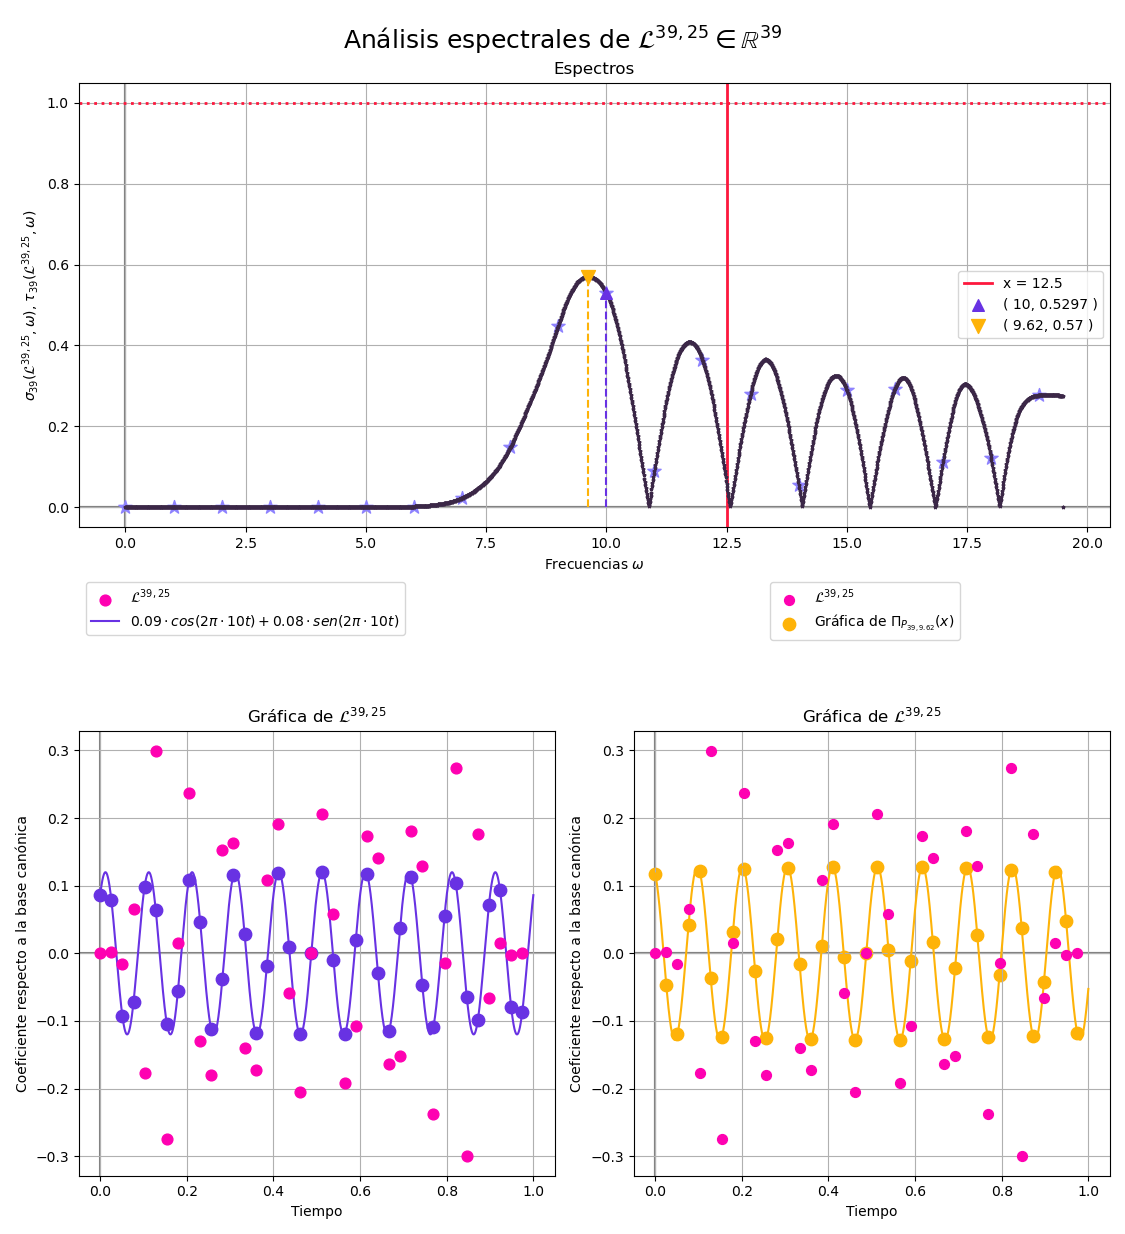 Análisis espectrales de ℒ^{39,25} ∈ ℝ^{39}
Espectros
σ_{39}(ℒ^{39,25}, ω), τ_{39}(ℒ^{39,25}, ω)
1.0
0.8
0.6
0.4
0.2
0.0
x = 12.5
( 10, 0.5297 )
( 9.62, 0.57 )
0.0 2.5 5.0 7.5 10.0 12.5 15.0 17.5 20.0
Frecuencias ω
ℒ^{39,25}
0.09 · cos(2π · 10t) + 0.08 · sen(2π · 10t)
ℒ^{39,25}
Gráfica de Π_{P_{39,9.62}}(x)
Gráfica de ℒ^{39,25}
Coeficiente respecto a la base canónica
0.3
0.2
0.1
0.0
−0.1
−0.2
−0.3
0.0 0.2 0.4 0.6 0.8 1.0
Tiempo
Gráfica de ℒ^{39,25}
Coeficiente respecto a la base canónica
0.3
0.2
0.1
0.0
−0.1
−0.2
−0.3
0.0 0.2 0.4 0.6 0.8 1.0
Tiempo